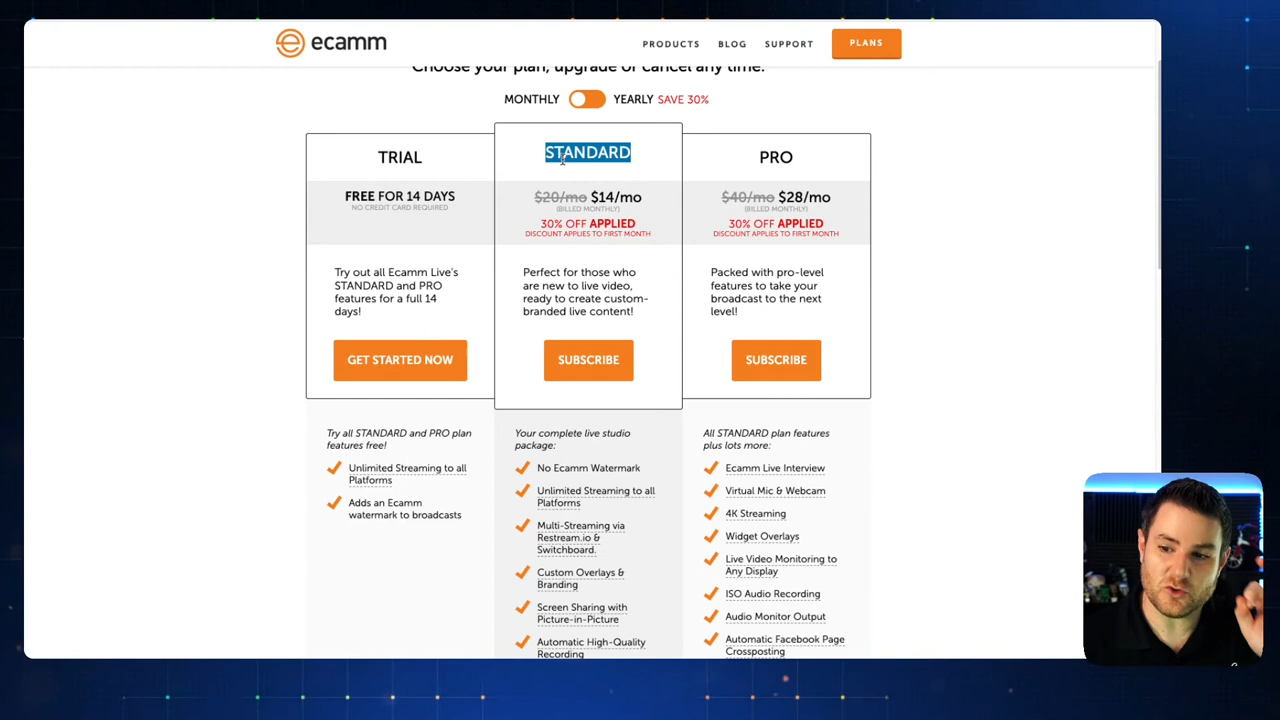 ecamm
PRODUCTS BLOG SUPPORT PLANS
Choose your plan, upgrade or cancel any time.
MONTHLY YEARLY SAVE 30%
TRIAL
FREE FOR 14 DAYS
NO CREDIT CARD REQUIRED
Try out all Ecamm Live's
STANDARD and PRO
features for a full 14
days!
GET STARTED NOW
Try all STANDARD and PRO plan
features free!
Unlimited Streaming to all
Platforms
Adds an Ecamm
watermark to broadcasts
STANDARD
$20/mo $14/mo
(BILLED MONTHLY)
30% OFF APPLIED
DISCOUNT APPLIES TO FIRST MONTH
Perfect for those who
are new to live video,
ready to create custom-
branded live content!
SUBSCRIBE
Your complete live studio
package:
No Ecamm Watermark
Unlimited Streaming to all
Platforms
Multi-Streaming via
Restream.io &
Switchboard.
Custom Overlays &
Branding
Screen Sharing with
Picture-in-Picture
Automatic High-Quality
Recording
PRO
$40/mo $28/mo
(BILLED MONTHLY)
30% OFF APPLIED
DISCOUNT APPLIES TO FIRST MONTH
Packed with pro-level
features to take your
broadcast to the next
level!
SUBSCRIBE
All STANDARD plan features
plus lots more:
Ecamm Live Interview
Virtual Mic & Webcam
4K Streaming
Widget Overlays
Live Video Monitoring to
Any Display
ISO Audio Recording
Audio Monitor Output
Automatic Facebook Page
Crossposting